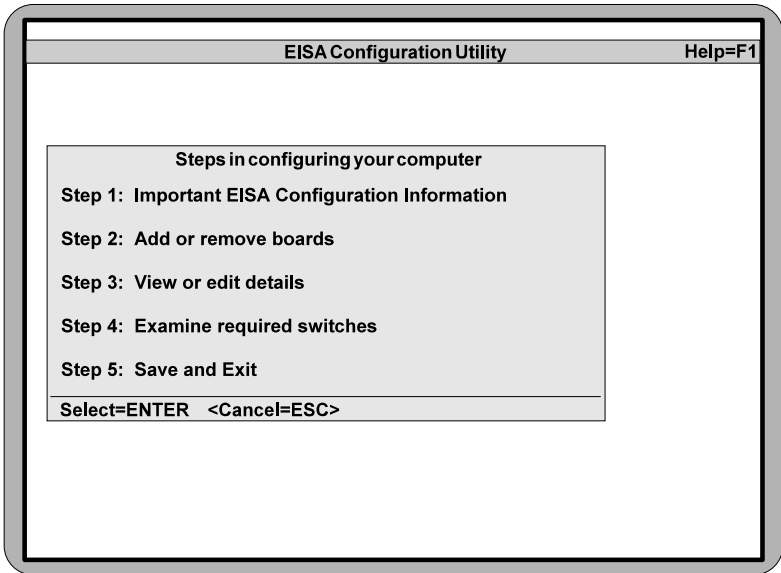 EISA Configuration Utility Help=F1
Steps in configuring your computer
Step 1: Important EISA Configuration Information
Step 2: Add or remove boards
Step 3: View or edit details
Step 4: Examine required switches
Step 5: Save and Exit
Select=ENTER <Cancel=ESC>